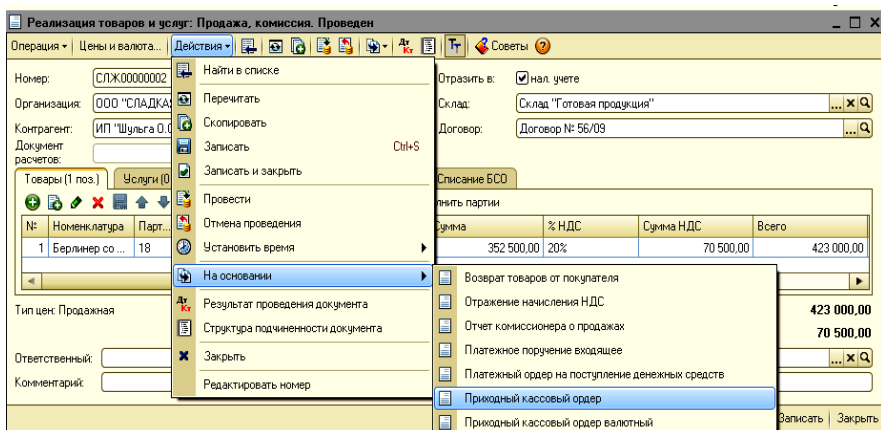 Реализация товаров и услуг: Продажа, комиссия. Проведен
Операция Цены и валюта... Действия Дт Кт Тт Советы
Номер: СЛЖ00000002 Найти в списке Отразить в: нал. учете
Организация: ООО "СЛАДКА Перечитать Склад: Склад "Готовая продукция"
Контрагент: ИП "Шульга О. Скопировать Договор: Договор № 56/09
Документ расчетов: Записать Ctrl+S
Записать и закрыть
Товары (1 поз.) Услуги (0 Списание БСО
Провести лнить партии
№ Номенклатура Парт... Отмена проведения Сумма % НДС Сумма НДС Всего
1 Берлинер со ... 18 Установить время 352 500,00 20% 70 500,00 423 000,00
На основании Возврат товаров от покупателя
Тип цен: Продажная Дт Кт Результат проведения документа Отражение начисления НДС 423 000,00
Структура подчиненности документа Отчет комиссионера о продажах 70 500,00
Ответственный: Закрыть Платежное поручение входящее
Комментарий: Редактировать номер Платежный ордер на поступление денежных средств
Приходный кассовый ордер
Приходный кассовый ордер валютный Записать Закрыть